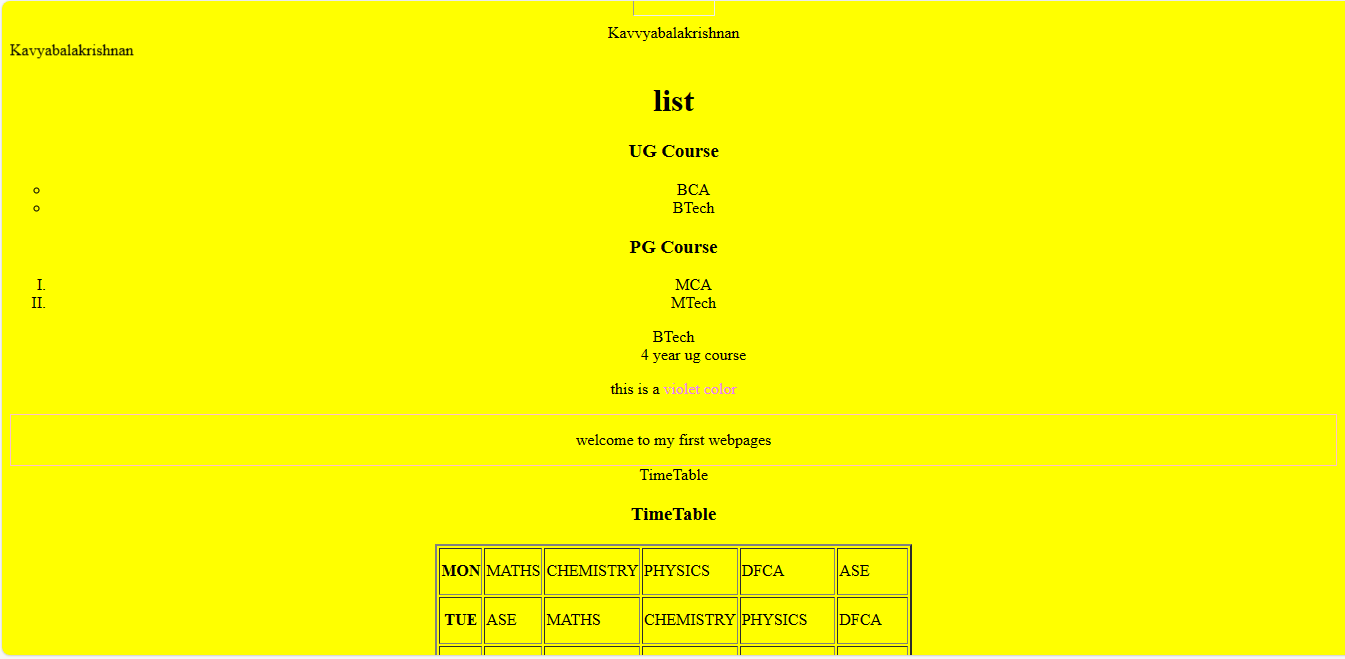 Kavvyabalakrishnan
Kavyabalakrishnan
list
UG Course
BCA
BTech
PG Course
I. MCA
II. MTech
BTech
4 year ug course
this is a violet color
welcome to my first webpages
TimeTable
TimeTable
MON MATHS CHEMISTRY PHYSICS DFCA ASE
TUE ASE MATHS CHEMISTRY PHYSICS DFCA